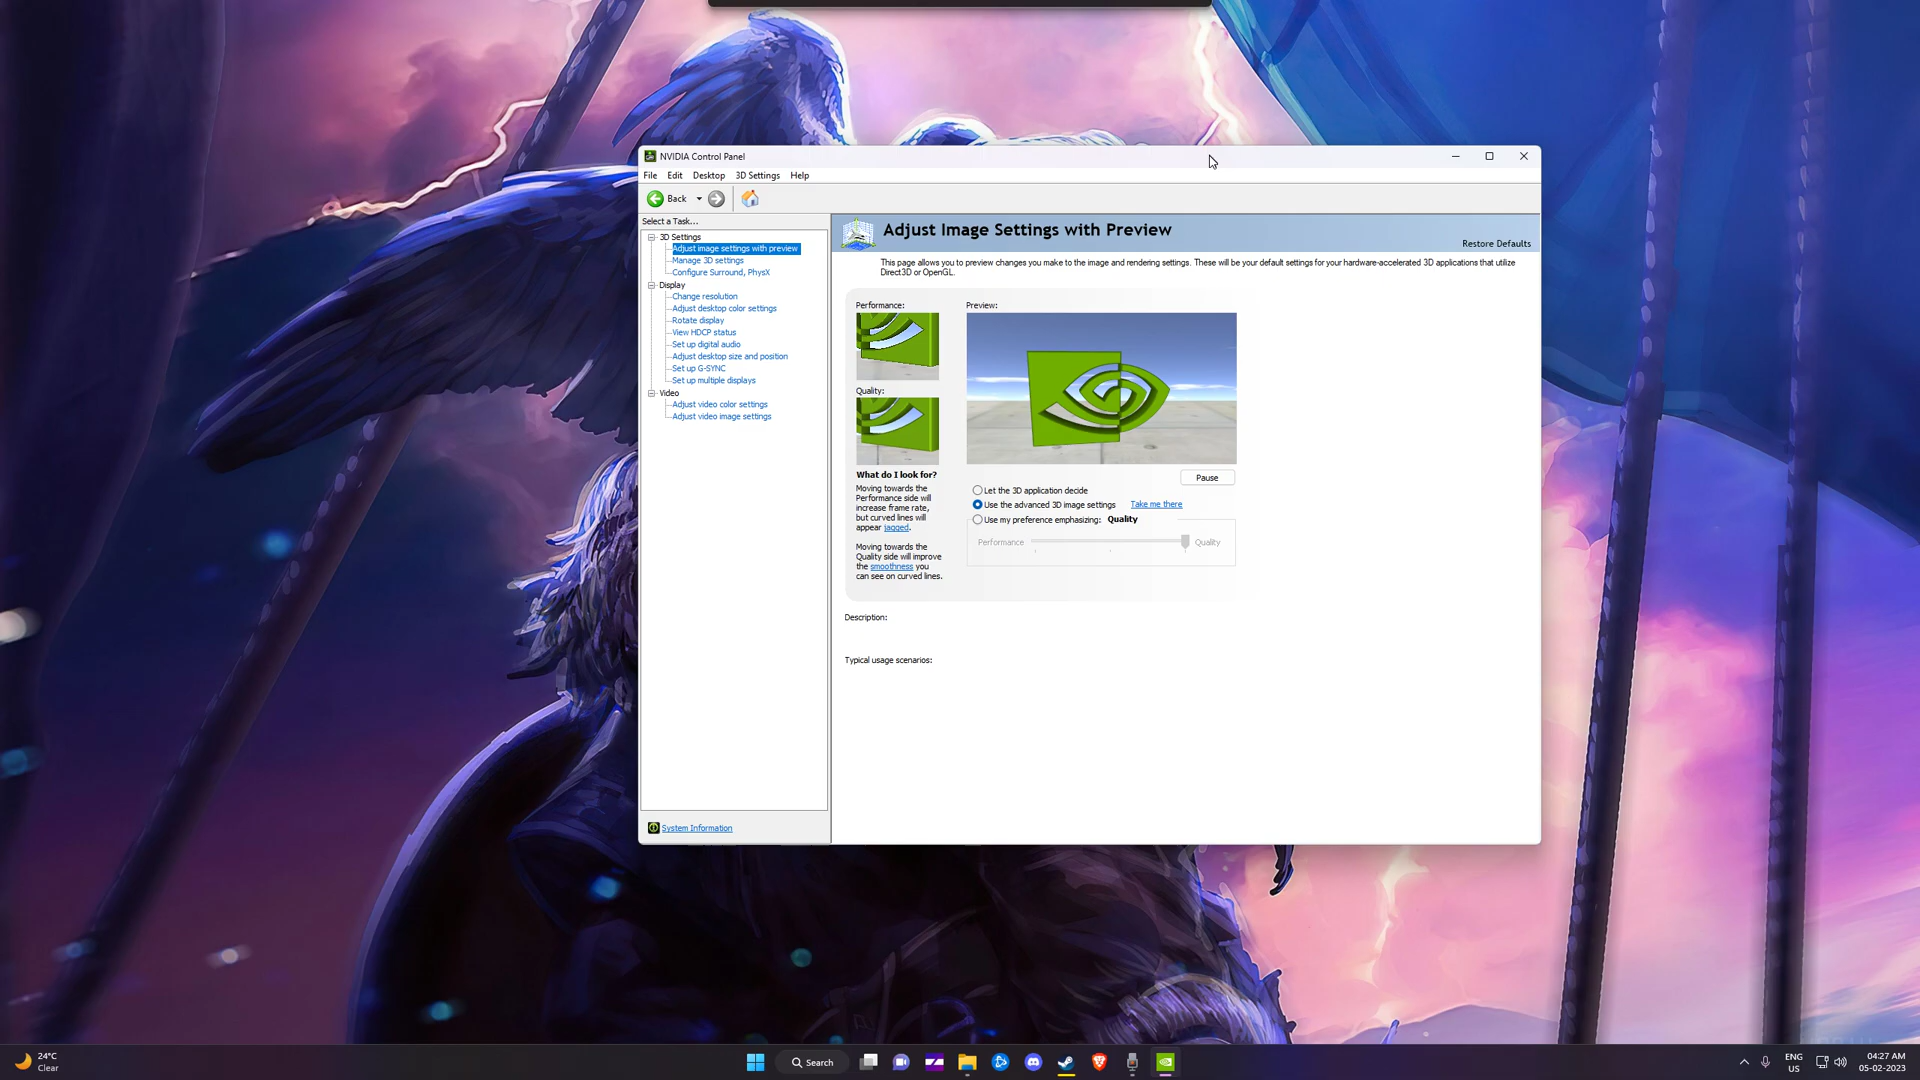 NVIDIA Control Panel
File Edit Desktop 3D Settings Help
Back
Select a Task...
3D Settings
Adjust image settings with preview
Manage 3D settings
Configure Surround, PhysX
Display
Change resolution
Adjust desktop color settings
Rotate display
View HDCP status
Set up digital audio
Adjust desktop size and position
Set up G-SYNC
Set up multiple displays
Video
Adjust video color settings
Adjust video image settings
System Information
Adjust Image Settings with Preview
Restore Defaults
This page allows you to preview changes you make to the image and rendering settings. These will be your default settings for your hardware-accelerated 3D applications that utilize
Direct3D or OpenGL.
Performance:
Quality:
What do I look for?
Moving towards the
Performance side will
increase frame rate,
but curved lines will
appear jagged.
Moving towards the
Quality side will improve
the smoothness you
can see on curved lines.
Preview:
Pause
Let the 3D application decide
Use the advanced 3D image settings Take me there
Use my preference emphasizing: Quality
Performance Quality
Description:
Typical usage scenarios:
24°C
Clear
Search
ENG
US
04:27 AM
05-02-2023